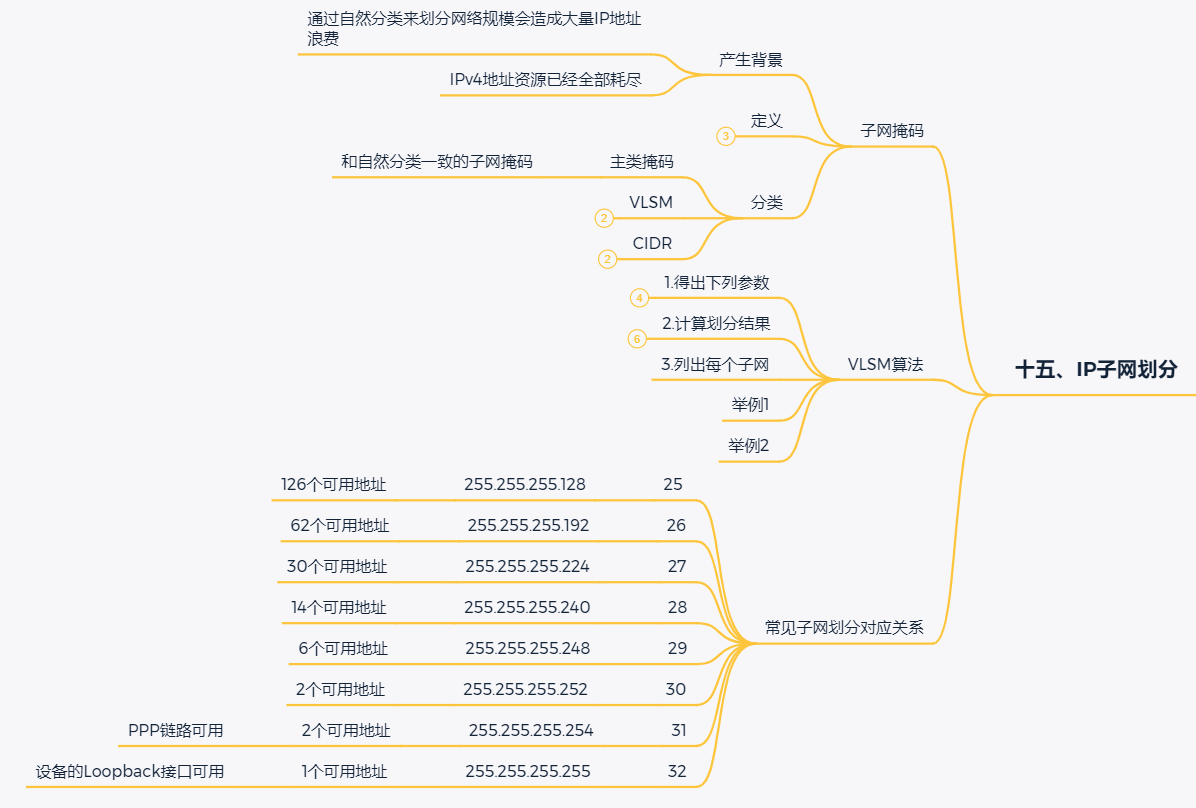 十五、IP子网划分
子网掩码
产生背景
通过自然分类来划分网络规模会造成大量IP地址
浪费
IPv4地址资源已经全部耗尽
定义
3
分类
主类掩码
和自然分类一致的子网掩码
VLSM
2
CIDR
2
VLSM算法
1.得出下列参数
4
2.计算划分结果
6
3.列出每个子网
举例1
举例2
常见子网划分对应关系
25
255.255.255.128
126个可用地址
26
255.255.255.192
62个可用地址
27
255.255.255.224
30个可用地址
28
255.255.255.240
14个可用地址
29
255.255.255.248
6个可用地址
30
255.255.255.252
2个可用地址
31
255.255.255.254
2个可用地址
PPP链路可用
32
255.255.255.255
1个可用地址
设备的Loopback接口可用